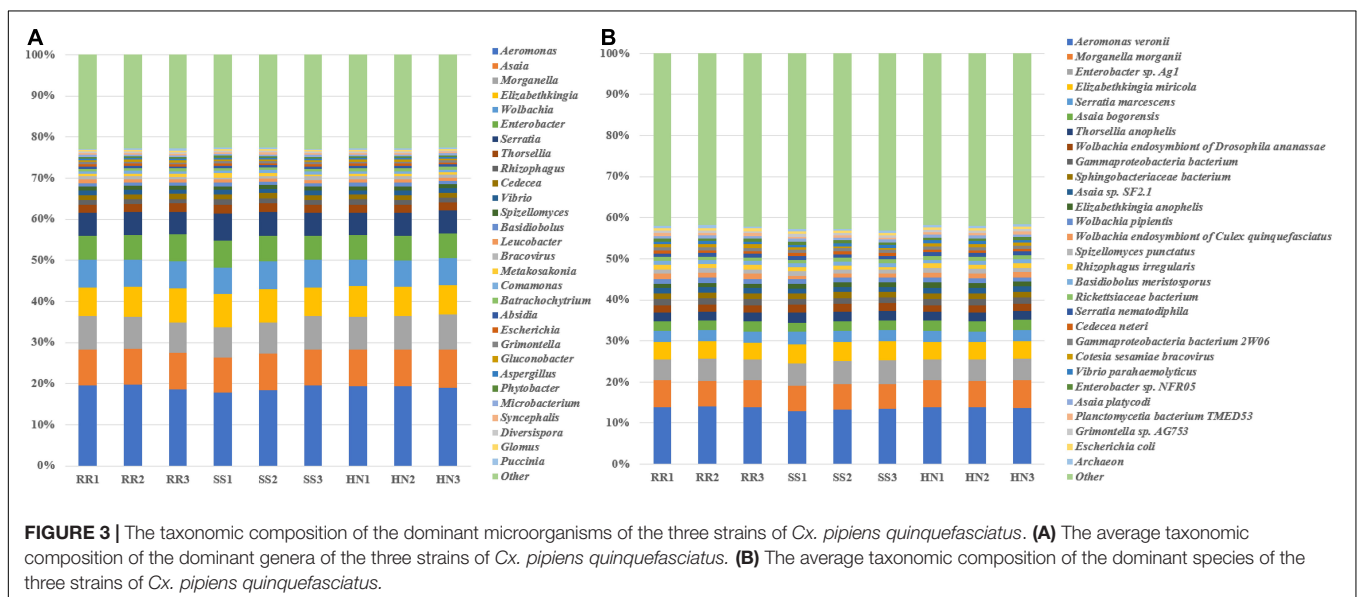 A
100%
90%
80%
70%
60%
50%
40%
30%
20%
10%
0%
RR1 RR2 RR3 SS1 SS2 SS3 HN1 HN2 HN3
Aeromonas
Asaia
Morganella
Elizabethkingia
Wolbachia
Enterobacter
Serratia
Thorsellia
Rhizophagus
Cedecea
Vibrio
Spizellomyces
Basidiobolus
Leucobacter
Bracovirus
Metakosakonia
Comamonas
Batrachochytrium
Absidia
Escherichia
Grimontella
Gluconobacter
Aspergillus
Phytobacter
Microbacterium
Syncephalis
Diversispora
Glomus
Puccinia
Other
B
100%
90%
80%
70%
60%
50%
40%
30%
20%
10%
0%
RR1 RR2 RR3 SS1 SS2 SS3 HN1 HN2 HN3
Aeromonas veronii
Morganella morganii
Enterobacter sp. Ag1
Elizabethkingia miricola
Serratia marcescens
Asaia bogorensis
Thorsellia anophelis
Wolbachia endosymbiont of Drosophila ananassae
Gammaproteobacteria bacterium
Sphingobacteriaceae bacterium
Asaia sp. SF2.1
Elizabethkingia anophelis
Wolbachia pipientis
Wolbachia endosymbiont of Culex quinquefasciatus
Spizellomyces punctatus
Rhizophagus irregularis
Basidiobolus meristosporus
Rickettsiaceae bacterium
Serratia nematodiphila
Cedecea neteri
Gammaproteobacteria bacterium 2W06
Cotesia sesamiae bracovirus
Vibrio parahaemolyticus
Enterobacter sp. NFR05
Asaia platycodi
Planctomycetia bacterium TMED53
Grimontella sp. AG753
Escherichia coli
Archaeon
Other
FIGURE 3 | The taxonomic composition of the dominant microorganisms of the three strains of Cx. pipiens quinquefasciatus. (A) The average taxonomic
composition of the dominant genera of the three strains of Cx. pipiens quinquefasciatus. (B) The average taxonomic composition of the dominant species of the
three strains of Cx. pipiens quinquefasciatus.